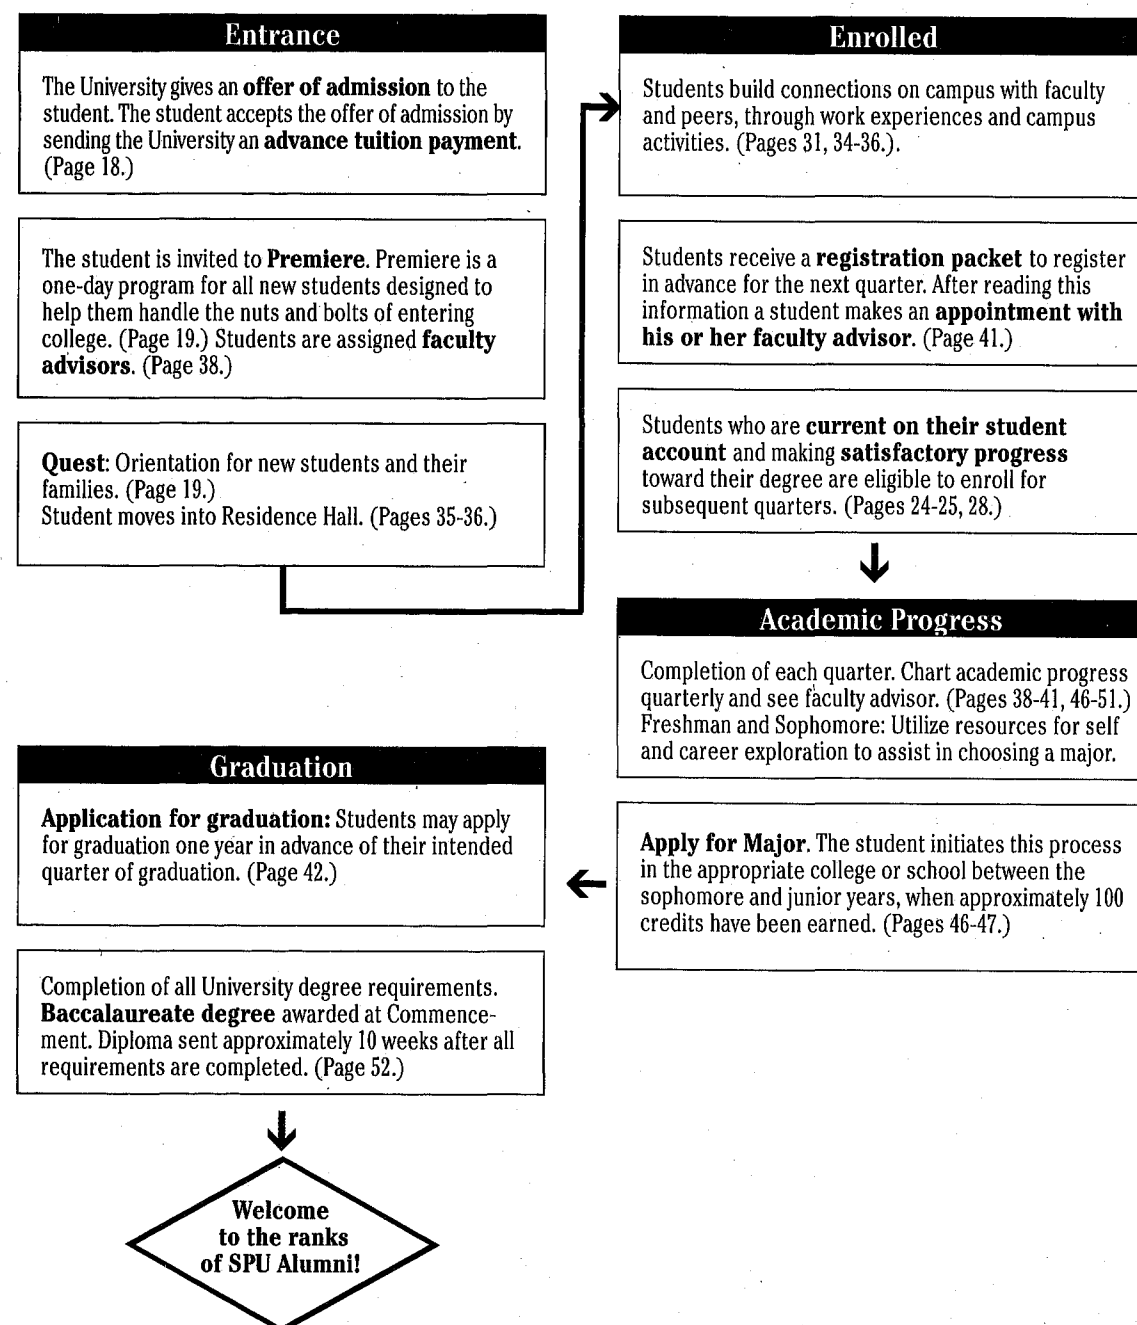 Entrance
The University gives an offer of admission to the
student. The student accepts the offer of admission by
sending the University an advance tuition payment.
(Page 18.)
The student is invited to Premiere. Premiere is a
one-day program for all new students designed to
help them handle the nuts and bolts of entering
college. (Page 19.) Students are assigned faculty
advisors. (Page 38.)
Quest: Orientation for new students and their
families. (Page 19.)
Student moves into Residence Hall. (Pages 35-36.)
Enrolled
Students build connections on campus with faculty
and peers, through work experiences and campus
activities. (Pages 31, 34-36.).
Students receive a registration packet to register
in advance for the next quarter. After reading this
information a student makes an appointment with
his or her faculty advisor. (Page 41.)
Students who are current on their student
account and making satisfactory progress
toward their degree are eligible to enroll for
subsequent quarters. (Pages 24-25, 28.)
Academic Progress
Completion of each quarter. Chart academic progress
quarterly and see faculty advisor. (Pages 38-41, 46-51.)
Freshman and Sophomore: Utilize resources for self
and career exploration to assist in choosing a major.
Apply for Major. The student initiates this process
in the appropriate college or school between the
sophomore and junior years, when approximately 100
credits have been earned. (Pages 46-47.)
Graduation
Application for graduation: Students may apply
for graduation one year in advance of their intended
quarter of graduation. (Page 42.)
Completion of all University degree requirements.
Baccalaureate degree awarded at Commence-
ment. Diploma sent approximately 10 weeks after all
requirements are completed. (Page 52.)
Welcome
to the ranks
of SPU Alumni!